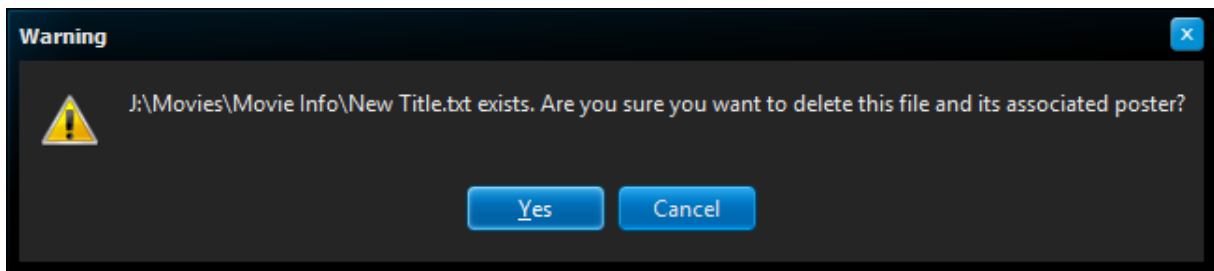 Warning
x
J:\Movies\Movie Info\New Title.txt exists. Are you sure you want to delete this file and its associated poster?
Yes Cancel